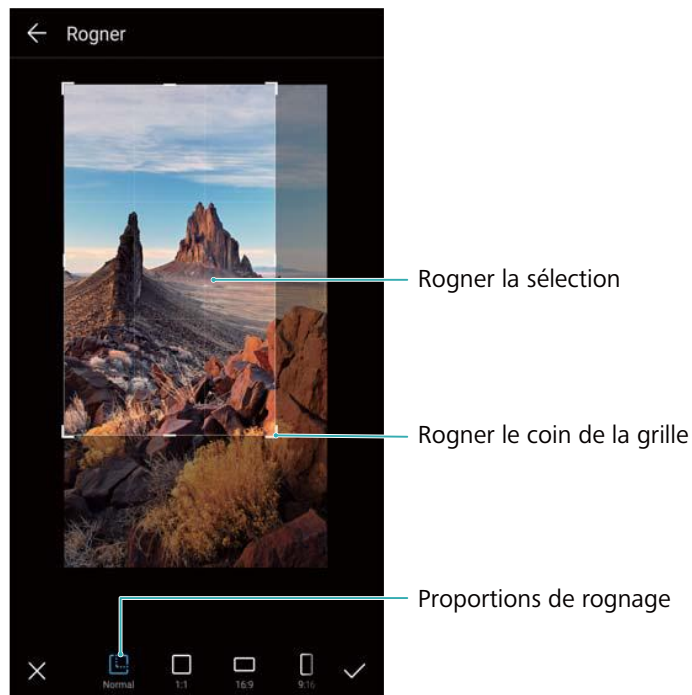 Rogner
Rogner la sélection
Rogner le coin de la grille
Proportions de rognage
Normal
1:1
16:9
9:16